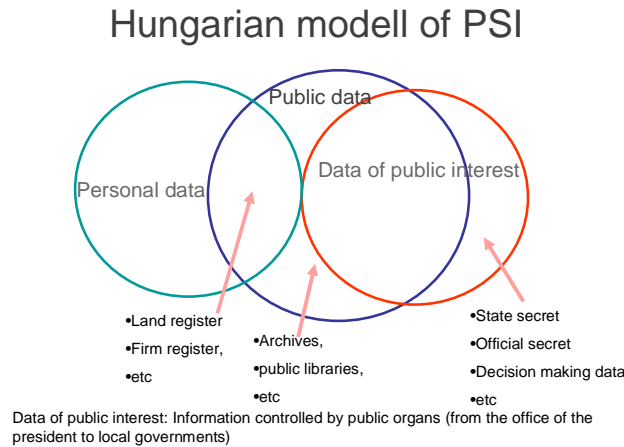 Hungarian modell of PSI
Public data
Data of public interest
Personal data
•Land register
•Firm register,
•etc
•Archives,
•public libraries,
•etc
•State secret
•Official secret
•Decision making data
•etc
Data of public interest: Information controlled by public organs (from the office of the
president to local governments)